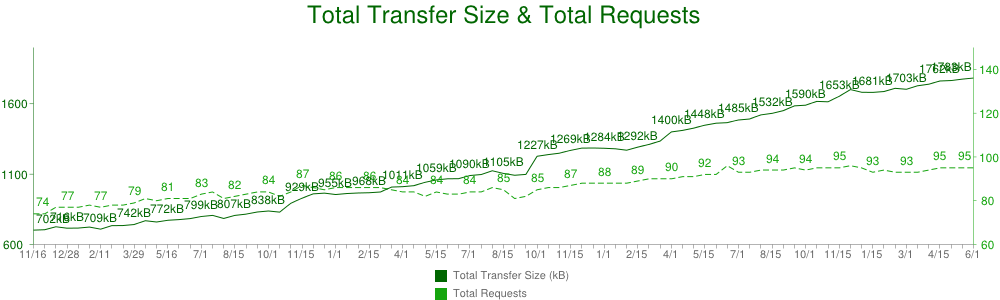 Total Transfer Size & Total Requests
1600
1100
600
140
120
100
80
60
702kB 716kB 709kB 742kB 772kB 799kB 807kB 838kB 929kB 955kB 968kB 1011kB 1059kB 1090kB 1105kB 1227kB 1269kB 1284kB 1292kB 1400kB 1448kB 1485kB 1532kB 1590kB 1653kB 1681kB 1703kB 1762kB 1783kB
74 77 77 79 81 83 82 84 87 86 86 84 84 84 85 85 87 88 89 90 92 93 94 94 95 93 93 95 95
11/16 12/28 2/11 3/29 5/16 7/1 8/15 10/1 11/15 1/1 2/15 4/1 5/15 7/1 8/15 10/1 11/15 1/1 2/15 4/1 5/15 7/1 8/15 10/1 11/15 1/15 3/1 4/15 6/1
Total Transfer Size (kB)
Total Requests